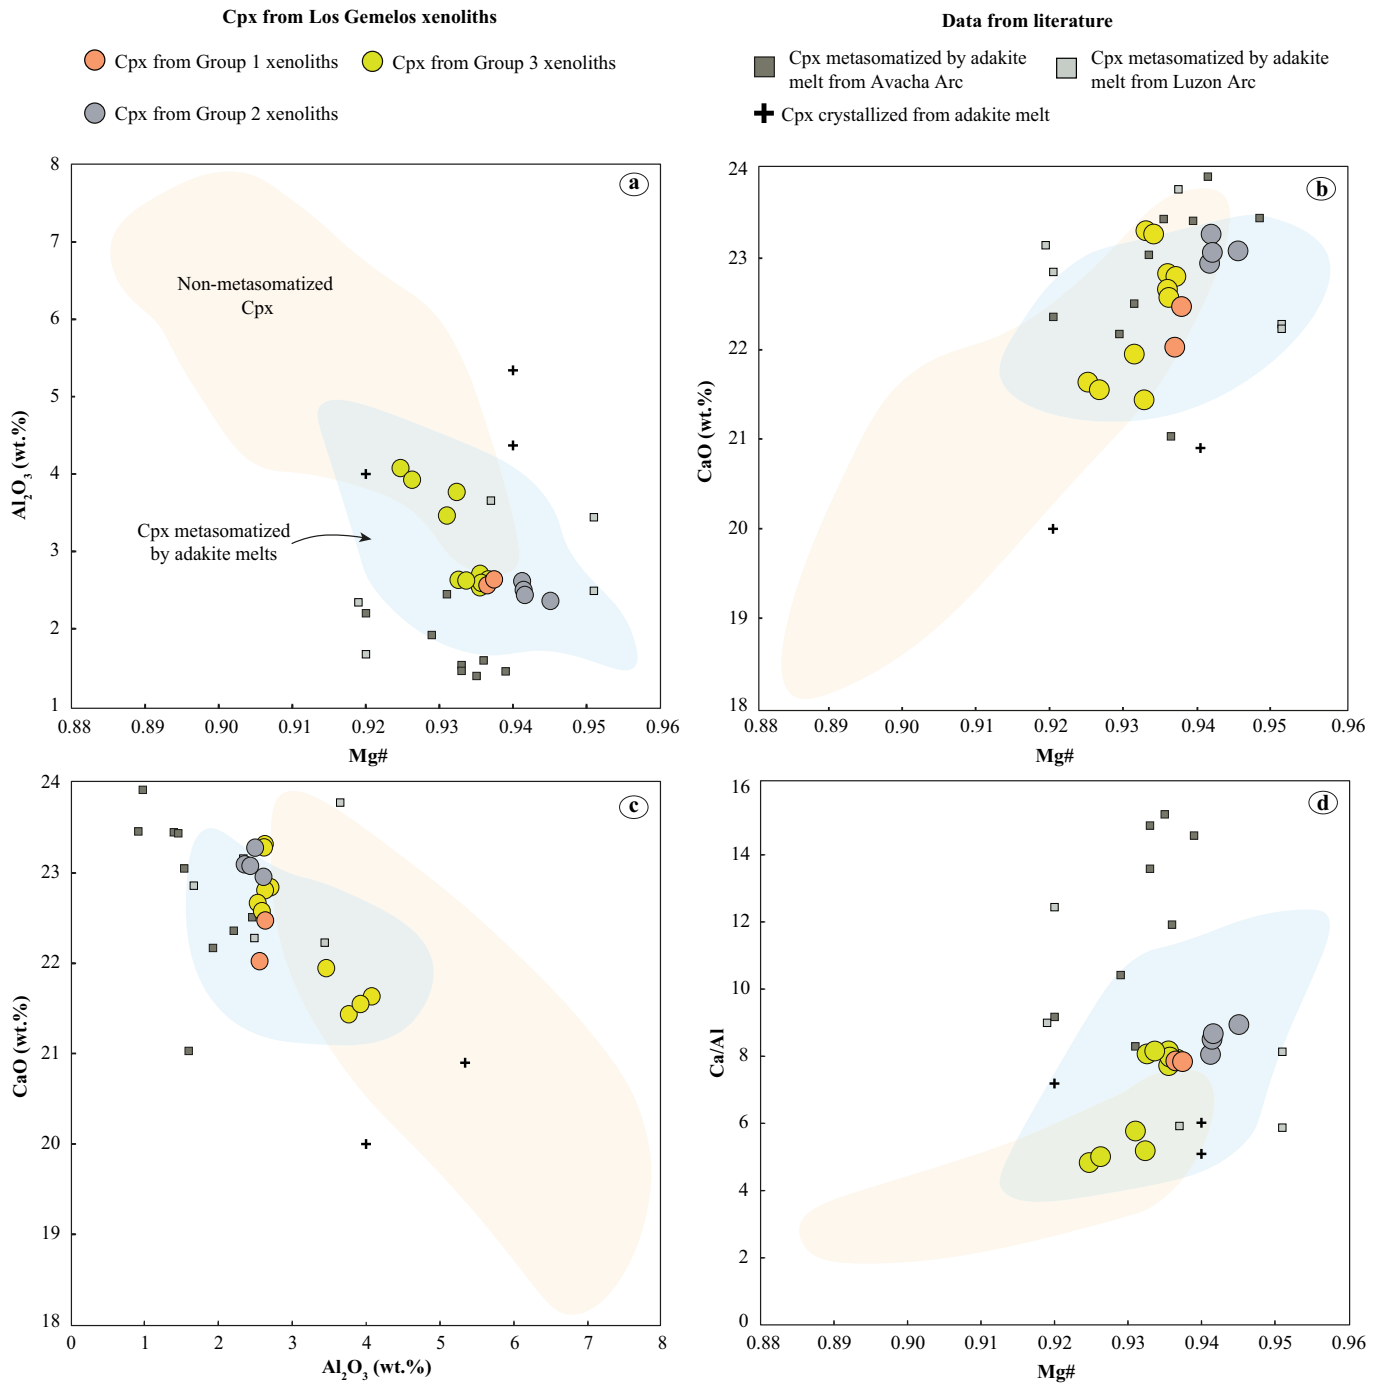 Cpx from Los Gemelos xenoliths
Data from literature
Cpx from Group 1 xenoliths
Cpx from Group 3 xenoliths
Cpx from Group 2 xenoliths
Cpx metasomatized by adakite
melt from Avacha Arc
Cpx metasomatized by adakite
melt from Luzon Arc
Cpx crystallized from adakite melt
a
8
7
6
5
4
3
2
1
Al₂O₃ (wt.%)
Non-metasomatized
Cpx
Cpx metasomatized
by adakite melts
0.88 0.89 0.90 0.91 0.92 0.93 0.94 0.95 0.96
Mg#
b
24
23
22
21
20
19
18
CaO (wt.%)
0.88 0.89 0.90 0.91 0.92 0.93 0.94 0.95 0.96
Mg#
c
24
23
22
21
20
19
18
CaO (wt.%)
0 1 2 3 4 5 6 7 8
Al₂O₃ (wt.%)
d
16
14
12
10
8
6
4
2
0
Ca/Al
0.88 0.89 0.90 0.91 0.92 0.93 0.94 0.95 0.96
Mg#